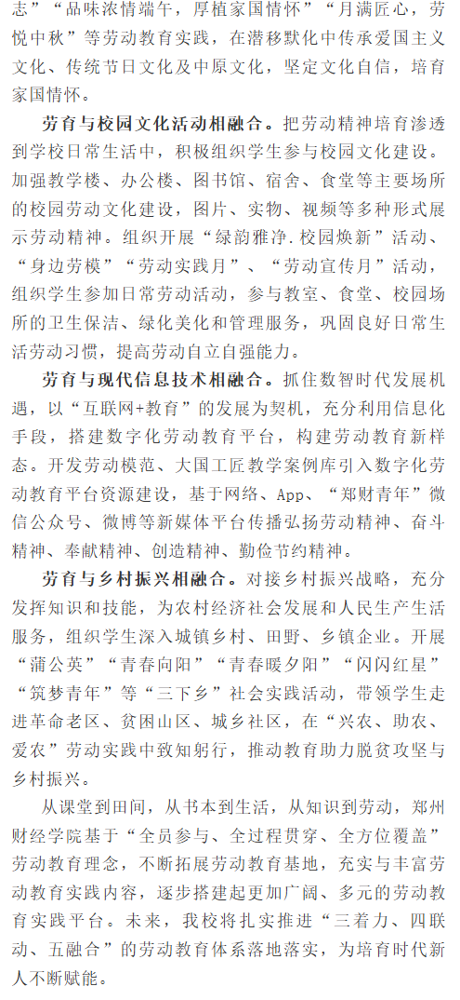 志”“品味浓情端午，厚植家国情怀”“月满匠心，劳
悦中秋”等劳动教育实践，在潜移默化中传承爱国主义
文化、传统节日文化及中原文化，坚定文化自信，培育
家国情怀。
劳育与校园文化活动相融合。把劳动精神培育渗透
到学校日常生活中，积极组织学生参与校园文化建设。
加强教学楼、办公楼、图书馆、宿舍、食堂等主要场所
的校园劳动文化建设，图片、实物、视频等多种形式展
示劳动精神。组织开展“绿韵雅净.校园焕新”活动、
“身边劳模”“劳动实践月”、“劳动宣传月”活动，
组织学生参加日常劳动活动，参与教室、食堂、校园场
所的卫生保洁、绿化美化和管理服务，巩固良好日常生
活劳动习惯，提高劳动自立自强能力。
劳育与现代信息技术相融合。抓住数智时代发展机
遇，以“互联网+教育”的发展为契机，充分利用信息化
手段，搭建数字化劳动教育平台，构建劳动教育新样
态。开发劳动模范、大国工匠教学案例库引入数字化劳
动教育平台资源建设，基于网络、App、“郑财青年”微
信公众号、微博等新媒体平台传播弘扬劳动精神、奋斗
精神、奉献精神、创造精神、勤俭节约精神。
劳育与乡村振兴相融合。对接乡村振兴战略，充分
发挥知识和技能，为农村经济社会发展和人民生产生活
服务，组织学生深入城镇乡村、田野、乡镇企业。开展
“蒲公英”“青春向阳”“青春暖夕阳”“闪闪红星”
“筑梦青年”等“三下乡”社会实践活动，带领学生走
进革命老区、贫困山区、城乡社区，在“兴农、助农、
爱农”劳动实践中致知躬行，推动教育助力脱贫攻坚与
乡村振兴。
从课堂到田间，从书本到生活，从知识到劳动，郑州
财经学院基于“全员参与、全过程贯穿、全方位覆盖”
劳动教育理念，不断拓展劳动教育基地，充实与丰富劳
动教育实践内容，逐步搭建起更加广阔、多元的劳动教
育实践平台。未来，我校将扎实推进“三着力、四联
动、五融合”的劳动教育体系落地落实，为培育时代新
人不断赋能。